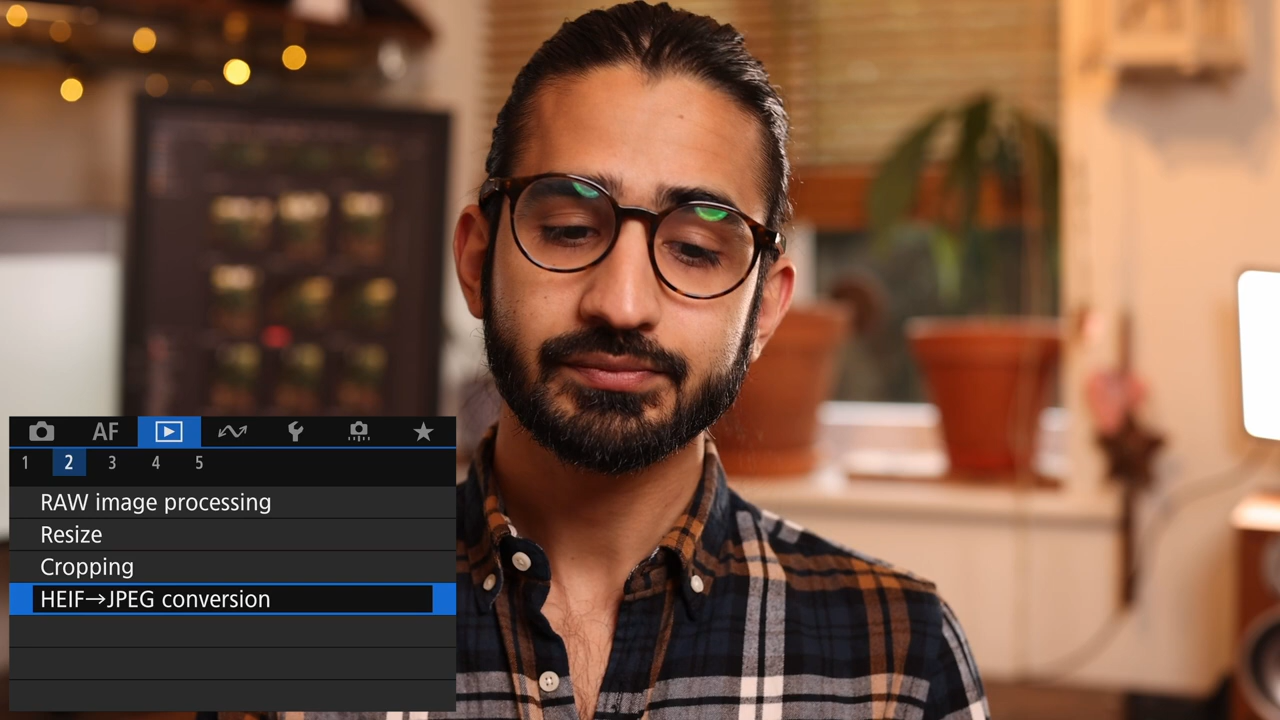 AF
1 2 3 4 5
RAW image processing
Resize
Cropping
HEIF→JPEG conversion